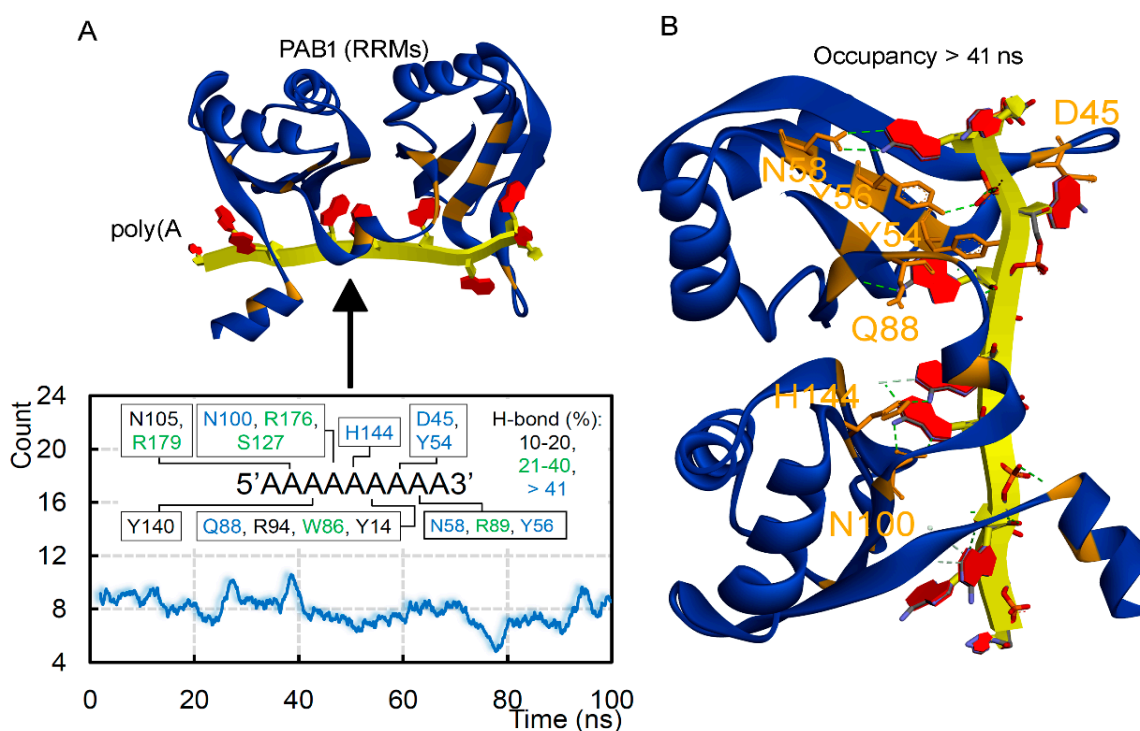 A
PAB1 (RRMs)
poly(A
Count
24
20
16
12
8
4
N105,
R179
N100, R176,
S127
H144
D45,
Y54
H-bond (%):
10-20,
21-40,
> 41
5’AAAAAAAAA3’
Y140
Q88, R94, W86, Y14
N58, R89, Y56
0
20
40
60
80
100
Time (ns)
B
Occupancy > 41 ns
D45
N58
Y56
Y54
Q88
H144
N100